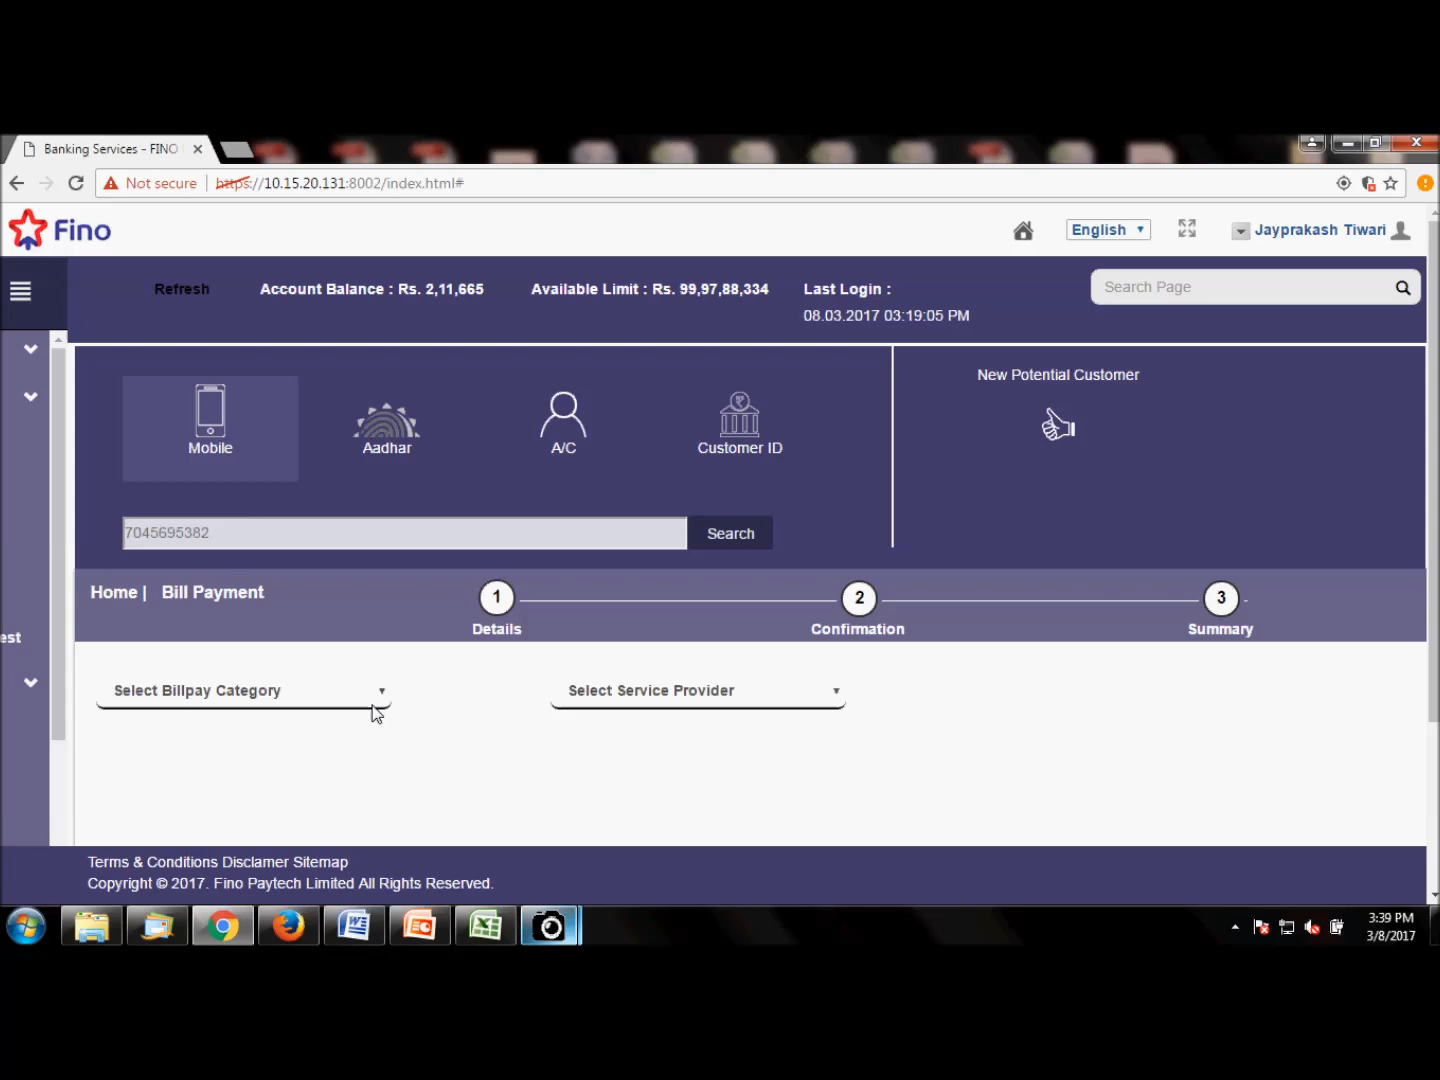 Banking Services - FINO
Not secure https://10.15.20.131:8002/index.html#
Fino
English
Jayprakash Tiwari
Refresh
Account Balance : Rs. 2,11,665
Available Limit : Rs. 99,97,88,334
Last Login :
08.03.2017 03:19:05 PM
Search Page
Mobile
Aadhar
A/C
Customer ID
New Potential Customer
7045695382
Search
Home | Bill Payment
1
Details
2
Confirmation
3
Summary
est
Select Billpay Category
Select Service Provider
Terms & Conditions Disclamer Sitemap
Copyright © 2017. Fino Paytech Limited All Rights Reserved.
3:39 PM
3/8/2017